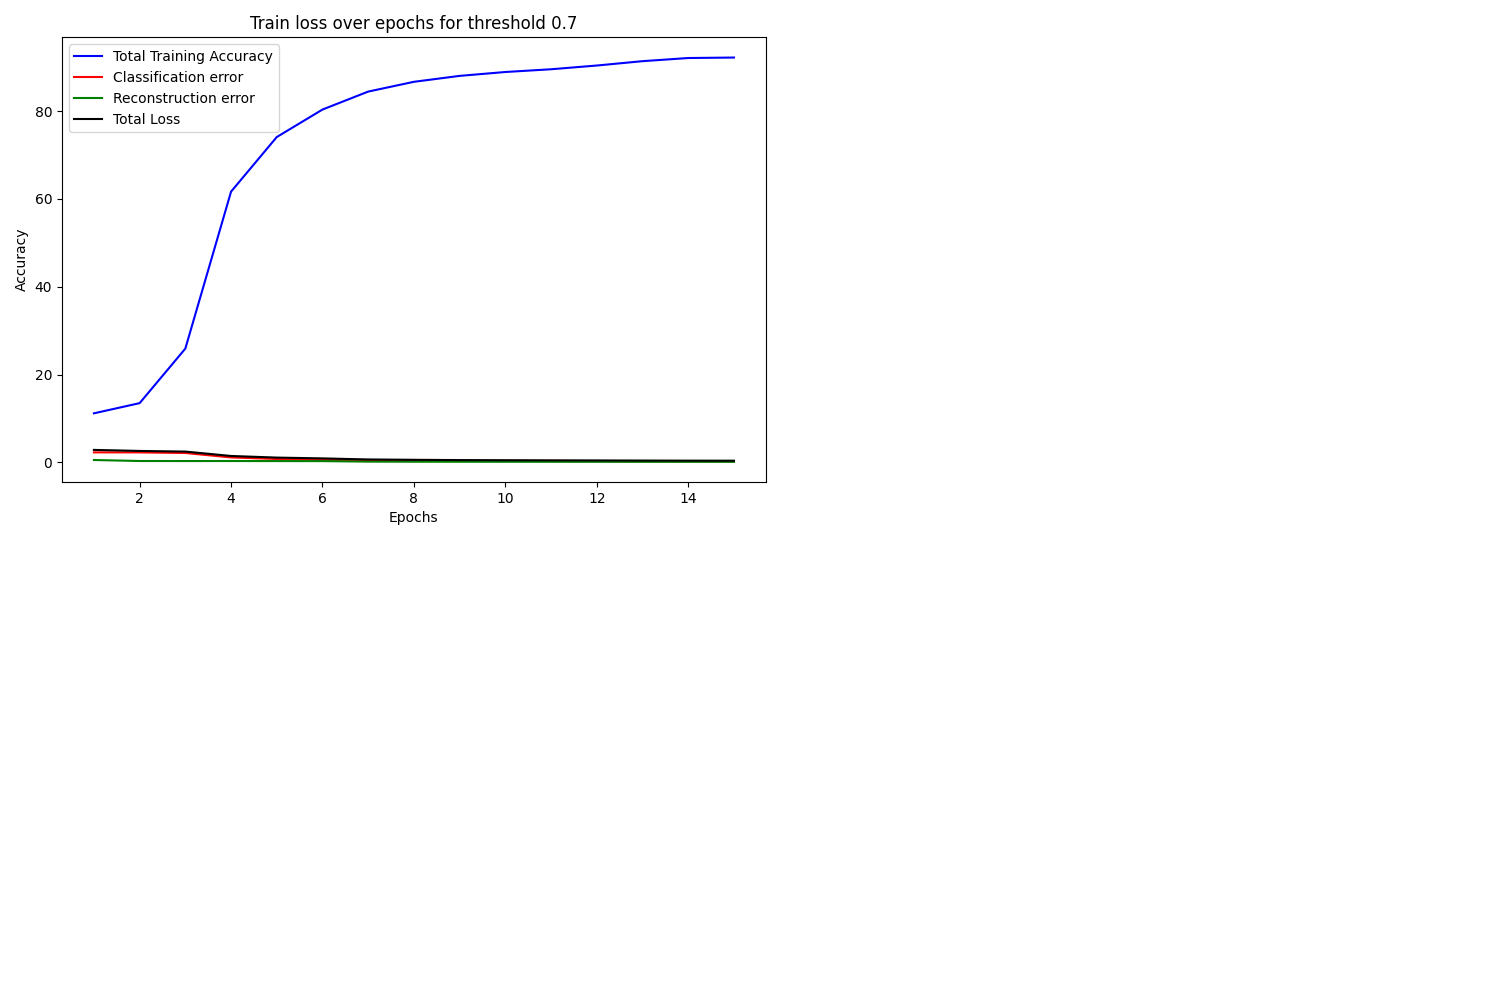 Train loss over epochs for threshold 0.7
Total Training Accuracy
Classification error
Reconstruction error
Total Loss
Accuracy
80
60
40
20
0
2 4 6 8 10 12 14
Epochs